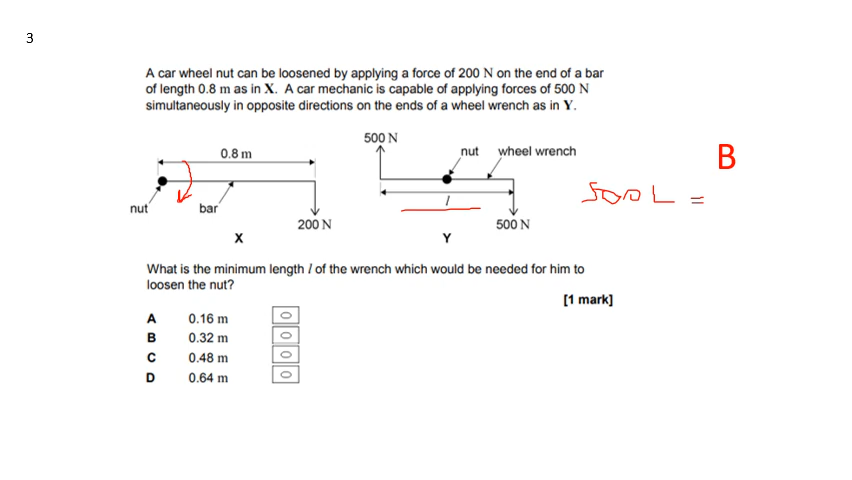 3
A car wheel nut can be loosened by applying a force of 200 N on the end of a bar
of length 0.8 m as in X. A car mechanic is capable of applying forces of 500 N
simultaneously in opposite directions on the ends of a wheel wrench as in Y.
500 N
B
0.8 m
nut wheel wrench
500 L =
l
nut bar
200 N 500 N
X Y
What is the minimum length l of the wrench which would be needed for him to
loosen the nut?
[1 mark]
A 0.16 m
B 0.32 m
C 0.48 m
D 0.64 m